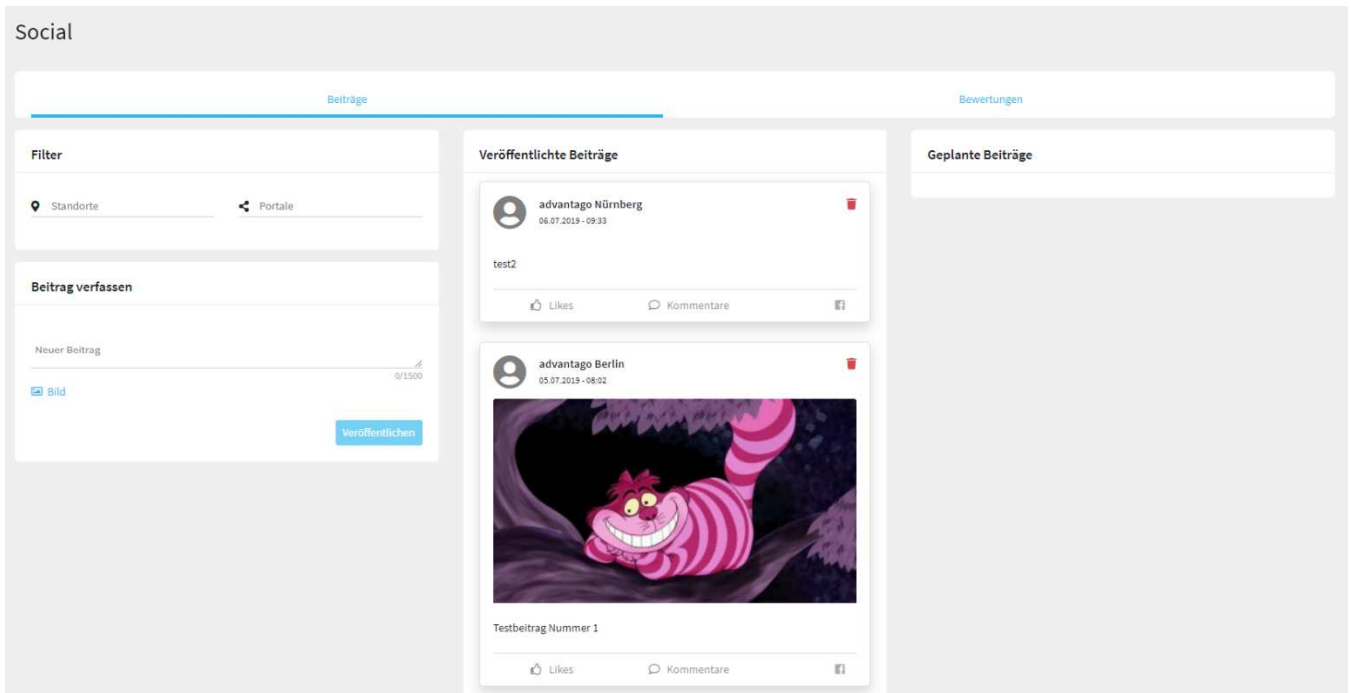 Social
Beiträge
Bewertungen
Filter
Standorte
Portale
Beitrag verfassen
Neuer Beitrag
0/1500
Bild
Veröffentlichen
Veröffentlichte Beiträge
advantago Nürnberg
06.07.2019 - 09:33
test2
Likes
Kommentare
advantago Berlin
05.07.2019 - 08:02
Testbeitrag Nummer 1
Likes
Kommentare
Geplante Beiträge